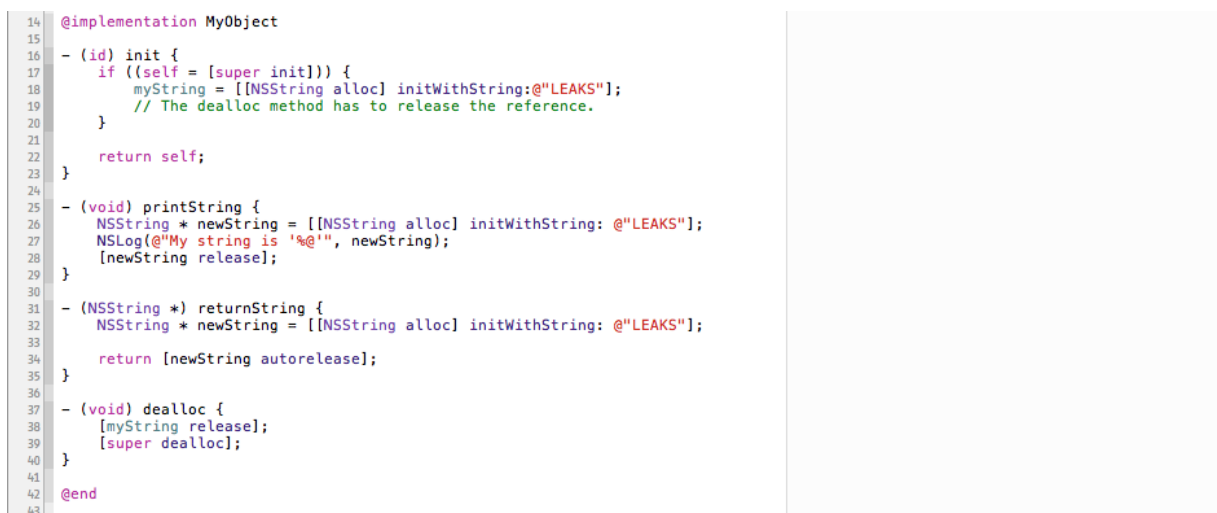 14 @implementation MyObject
15
16 - (id) init {
17 if ((self = [super init])) {
18 myString = [[NSString alloc] initWithString:@"LEAKS"];
19 // The dealloc method has to release the reference.
20 }
21
22 return self;
23 }
24
25 - (void) printString {
26 NSString * newString = [[NSString alloc] initWithString: @"LEAKS"];
27 NSLog(@"My string is '%@'", newString);
28 [newString release];
29 }
30
31 - (NSString *) returnString {
32 NSString * newString = [[NSString alloc] initWithString: @"LEAKS"];
33
34 return [newString autorelease];
35 }
36
37 - (void) dealloc {
38 [myString release];
39 [super dealloc];
40 }
41
42 @end
43